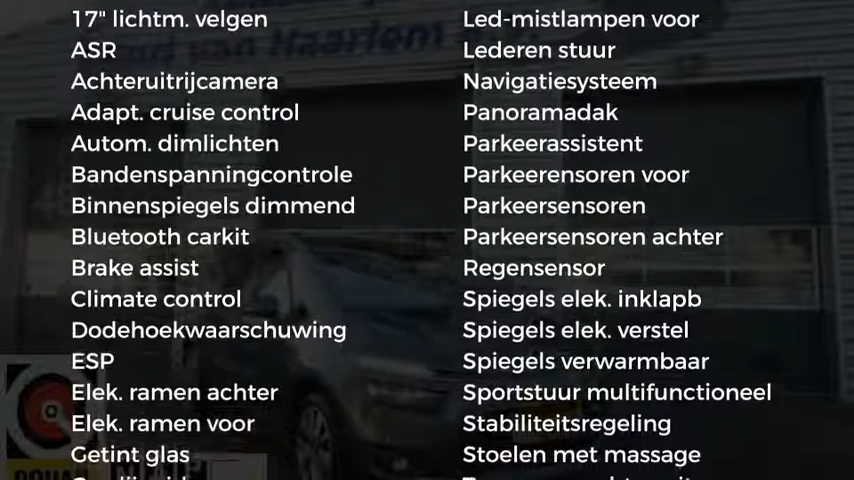 17" lichtm. velgen
ASR
Achteruitrijcamera
Adapt. cruise control
Autom. dimlichten
Bandenspanningcontrole
Binnenspiegels dimmend
Bluetooth carkit
Brake assist
Climate control
Dodehoekwaarschuwing
ESP
Elek. ramen achter
Elek. ramen voor
Getint glas
Led-mistlampen voor
Lederen stuur
Navigatiesysteem
Panoramadak
Parkeerassistent
Parkeerensoren voor
Parkeersensoren
Parkeersensoren achter
Regensensor
Spiegels elek. inklapb
Spiegels elek. verstel
Spiegels verwarmbaar
Sportstuur multifunctioneel
Stabiliteitsregeling
Stoelen met massage
van Haarlem